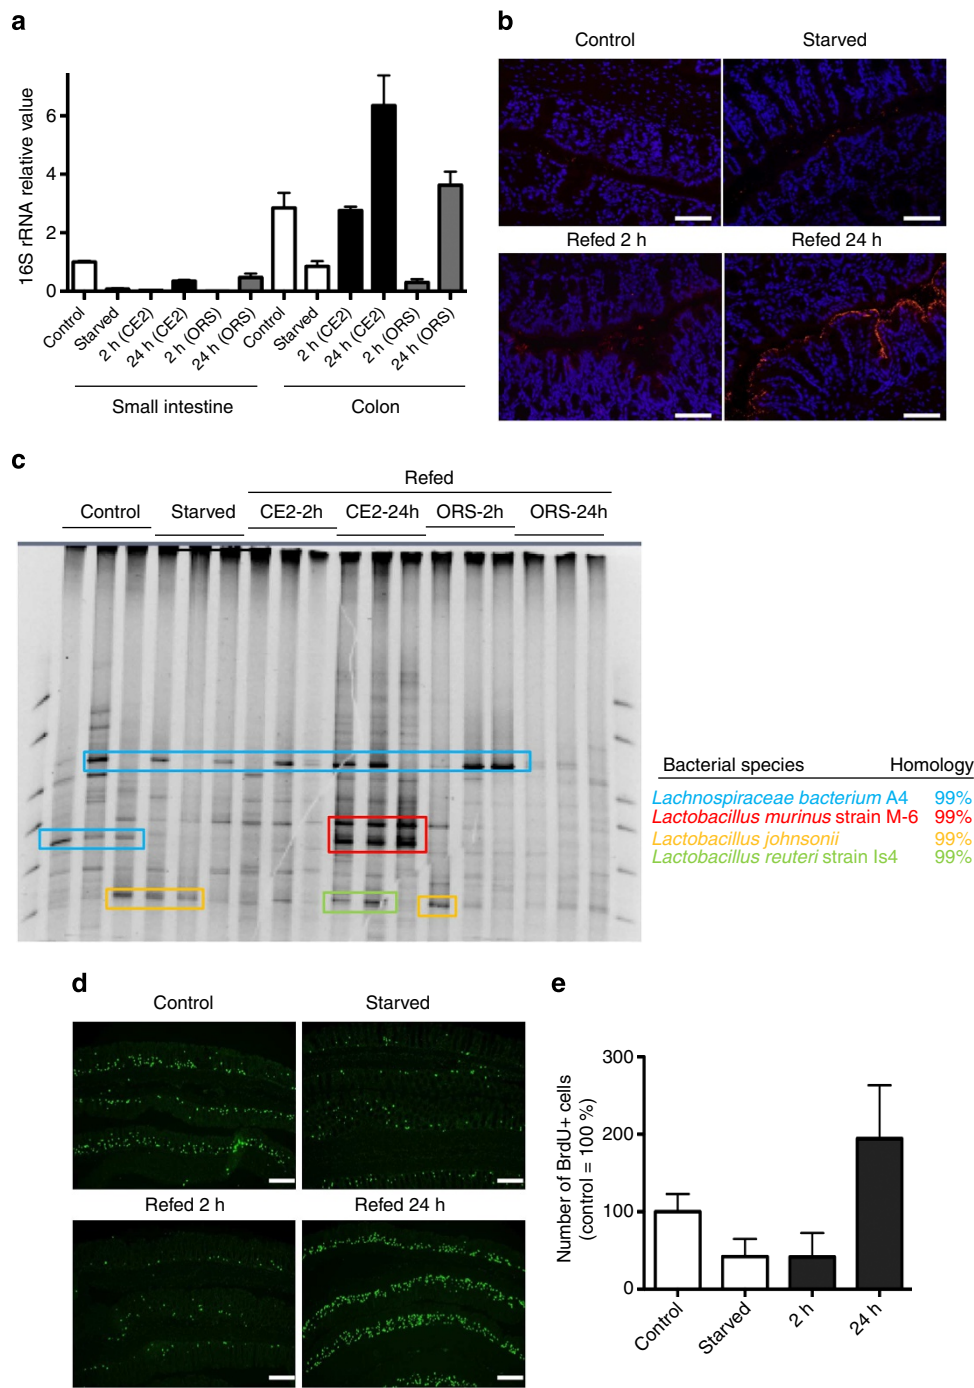 a
16S rRNA relative value
6
4
2
0
Control
Starved
2 h (CE2)
24 h (CE2)
2 h (ORS)
24 h (ORS)
Control
Starved
2 h (CE2)
24 h (CE2)
2 h (ORS)
24 h (ORS)
Small intestine
Colon
b
Control
Starved
Refed 2 h
Refed 24 h
c
Refed
Control
Starved
CE2-2h
CE2-24h
ORS-2h
ORS-24h
Bacterial species Homology
Lachnospiraceae bacterium A4 99%
Lactobacillus murinus strain M-6 99%
Lactobacillus johnsonii 99%
Lactobacillus reuteri strain Is4 99%
d
Control
Starved
Refed 2 h
Refed 24 h
e
Number of BrdU+ cells
(control = 100 %)
300
200
100
0
Control
Starved
2 h
24 h